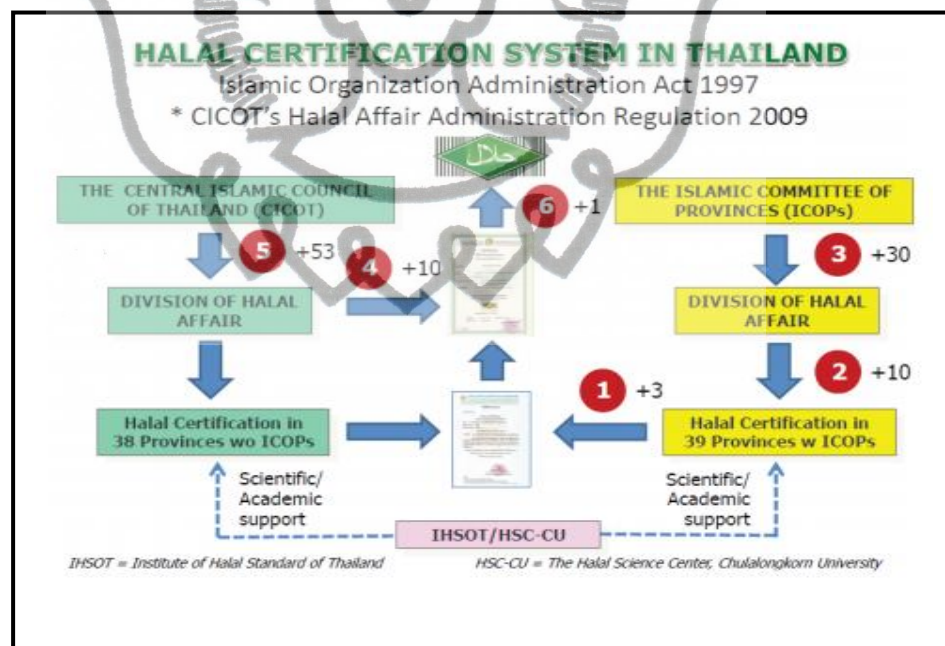 HALAL CERTIFICATION SYSTEM IN THAILAND
Islamic Organization Administration Act 1997
* CICOT's Halal Affair Administration Regulation 2009
حلال
THE CENTRAL ISLAMIC COUNCIL
OF THAILAND (CICOT)
6 +1
THE ISLAMIC COMMITTEE OF
PROVINCES (ICOPs)
5 +53
4 +10
3 +30
DIVISION OF HALAL
AFFAIR
DIVISION OF HALAL
AFFAIR
2 +10
1 +3
Halal Certification in
38 Provinces wo ICOPs
Halal Certification in
39 Provinces w ICOPs
Scientific/
Academic
support
Scientific/
Academic
support
IHSOT/HSC-CU
IHSOT = Institute of Halal Standard of Thailand
HSC-CU = The Halal Science Center, Chulalongkorn University